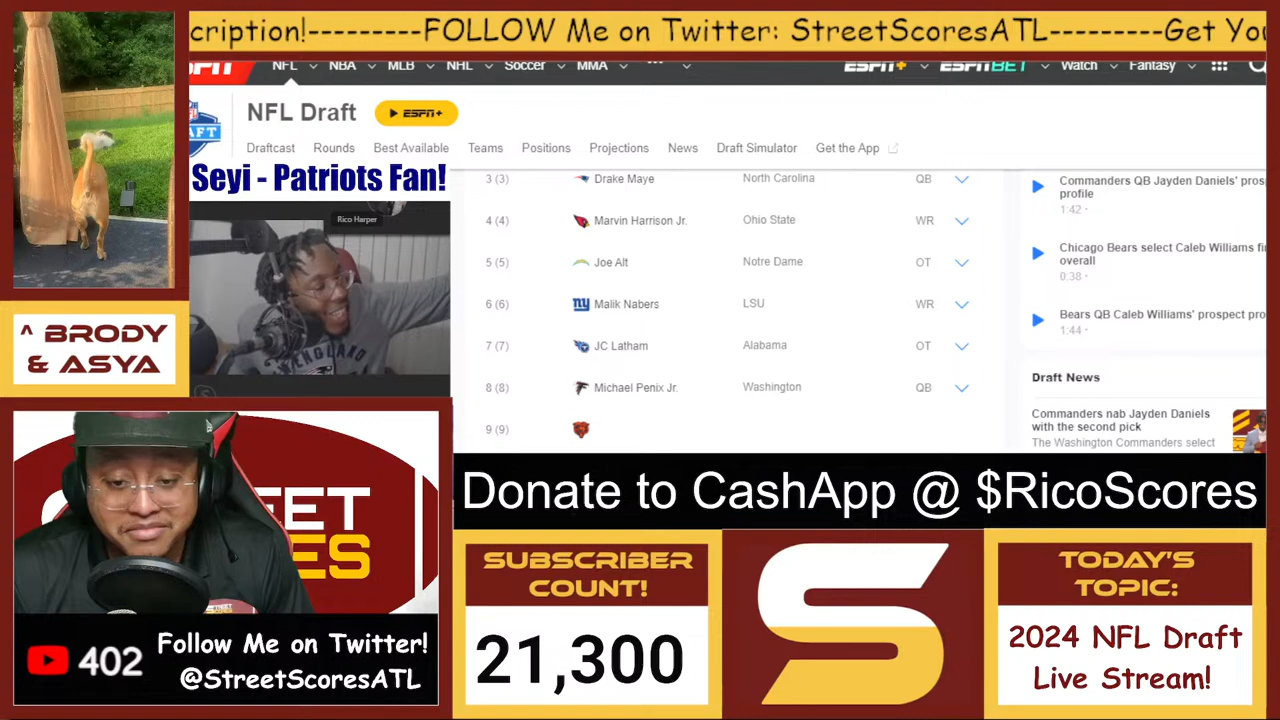 cription!---------FOLLOW Me on Twitter: StreetScoresATL---------Get You
NFL NBA MLB NHL Soccer MMA ... ESPN+ ESPNBET Watch Fantasy
NFL Draft ESPN+
Draftcast Rounds Best Available Teams Positions Projections News Draft Simulator Get the App
Seyi - Patriots Fan!
Rico Harper
3 (3) Drake Maye North Carolina QB
4 (4) Marvin Harrison Jr. Ohio State WR
5 (5) Joe Alt Notre Dame OT
6 (6) Malik Nabers LSU WR
7 (7) JC Latham Alabama OT
8 (8) Michael Penix Jr. Washington QB
9 (9)
Commanders QB Jayden Daniels' prosp
profile
1:42
Chicago Bears select Caleb Williams fi
overall
0:38
Bears QB Caleb Williams' prospect pro
1:44
Draft News
Commanders nab Jayden Daniels
with the second pick
The Washington Commanders select
^ BRODY
& ASYA
Donate to CashApp @ $RicoScores
402
Follow Me on Twitter!
@StreetScoresATL
SUBSCRIBER
COUNT!
21,300
S
TODAY'S
TOPIC:
2024 NFL Draft
Live Stream!